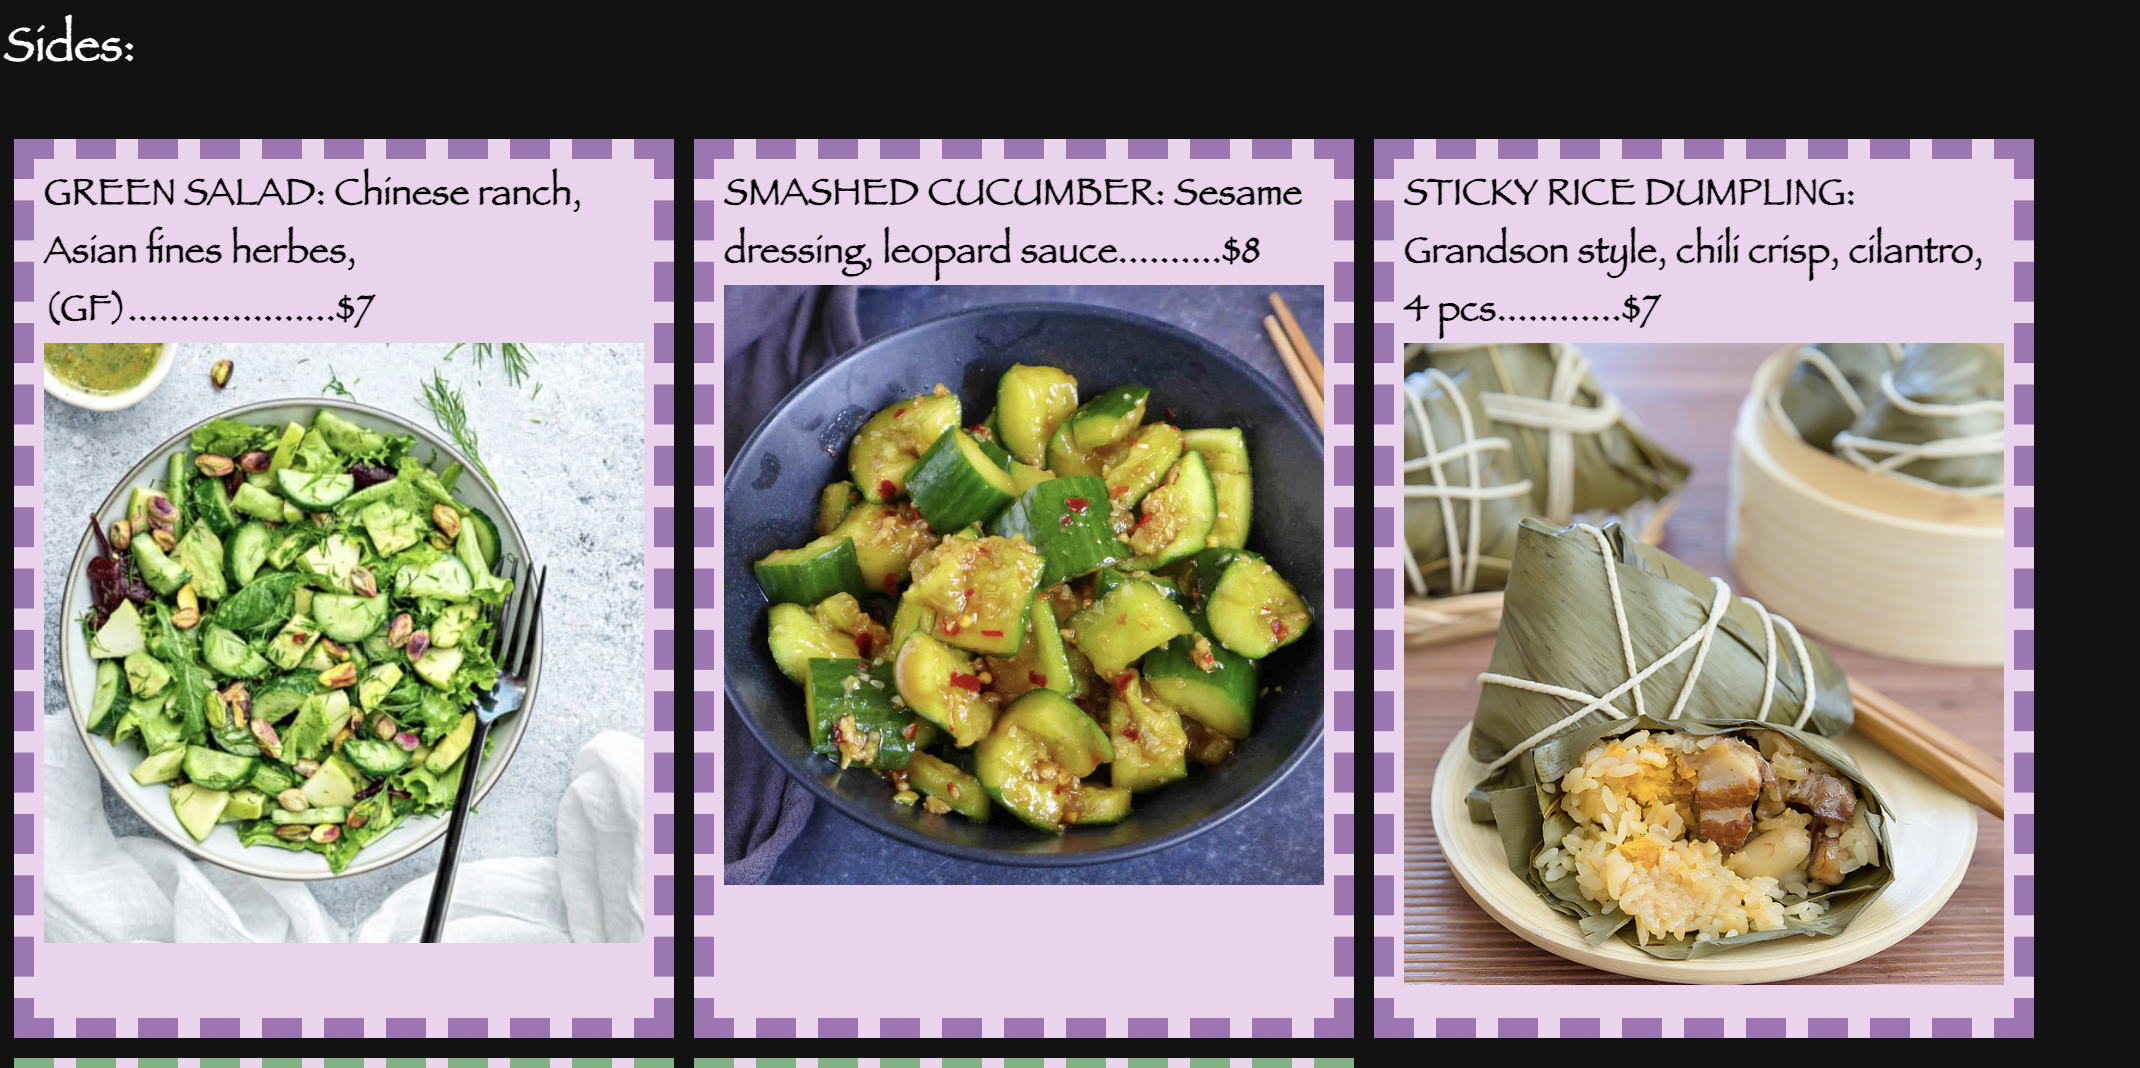 Sides:
GREEN SALAD: Chinese ranch,
Asian fines herbes,
(GF)....................$7
SMASHED CUCUMBER: Sesame
dressing, leopard sauce..........$8
STICKY RICE DUMPLING:
Grandson style, chili crisp, cilantro,
4 pcs............$7